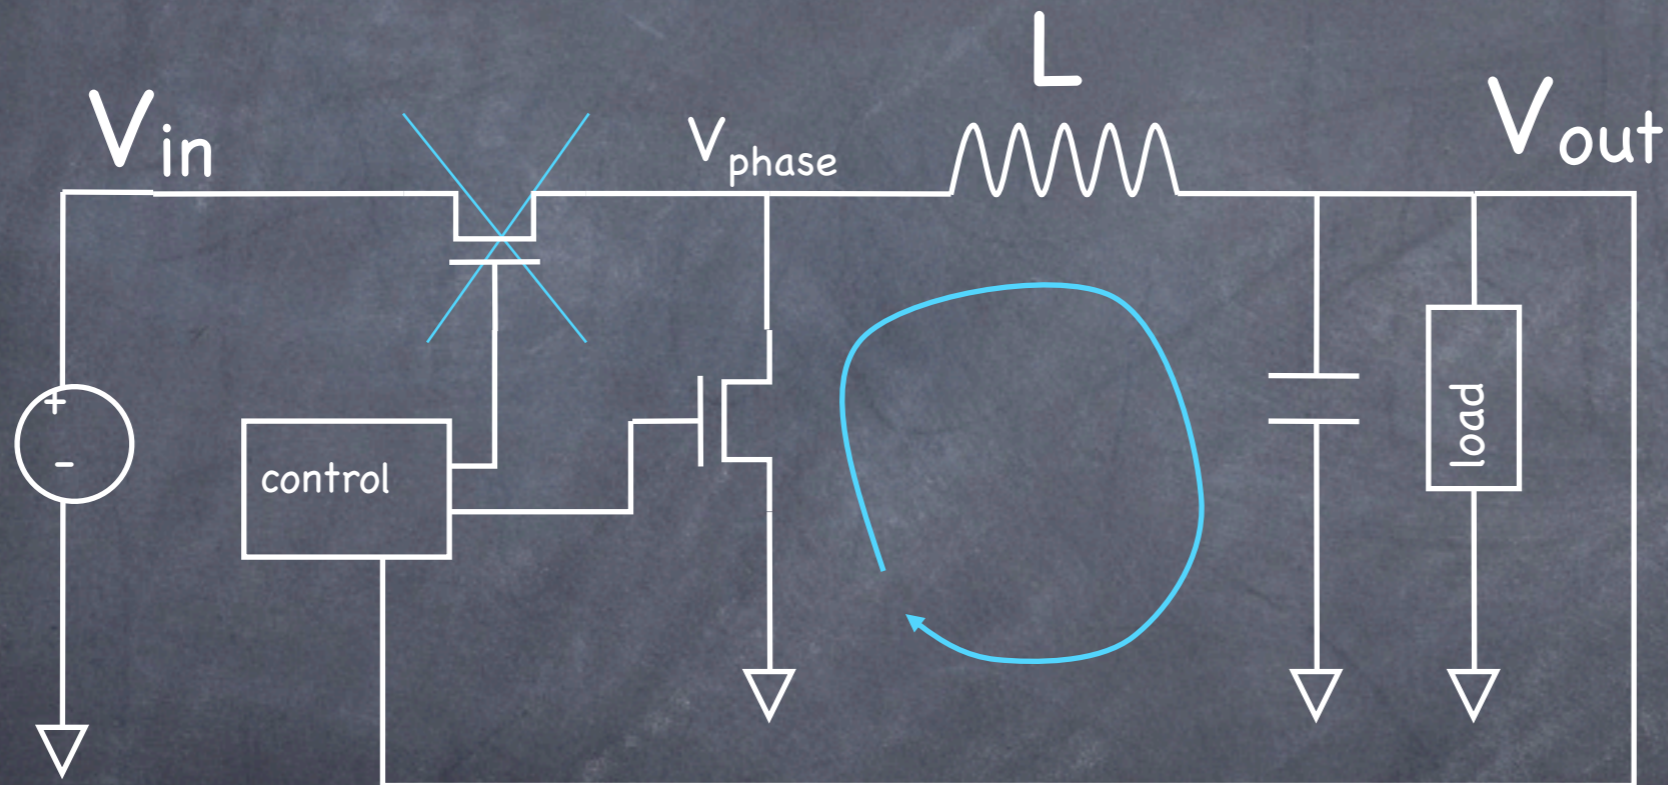 L
Vin
Vphase
Vout
+
-
control
load